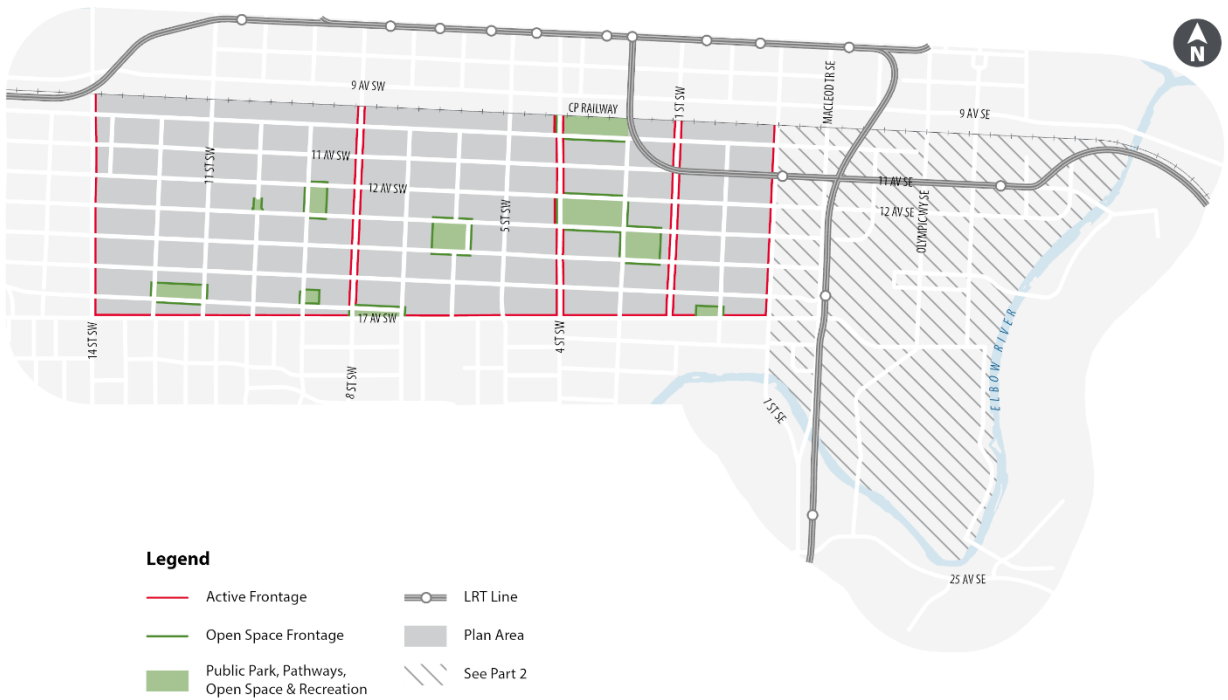 N
9 AV SW
CP RAILWAY
1 ST SW
MACLEOD TR SE
9 AV SE
11 ST SW
11 AV SW
12 AV SW
5 ST SW
11 AV SE
12 AV SE
OLYMPIC WY SE
ELBOW RIVER
14 ST SW
8 ST SW
17 AV SW
4 ST SW
1 ST SE
25 AV SE
Legend
Active Frontage
LRT Line
Open Space Frontage
Plan Area
Public Park, Pathways,
Open Space & Recreation
See Part 2